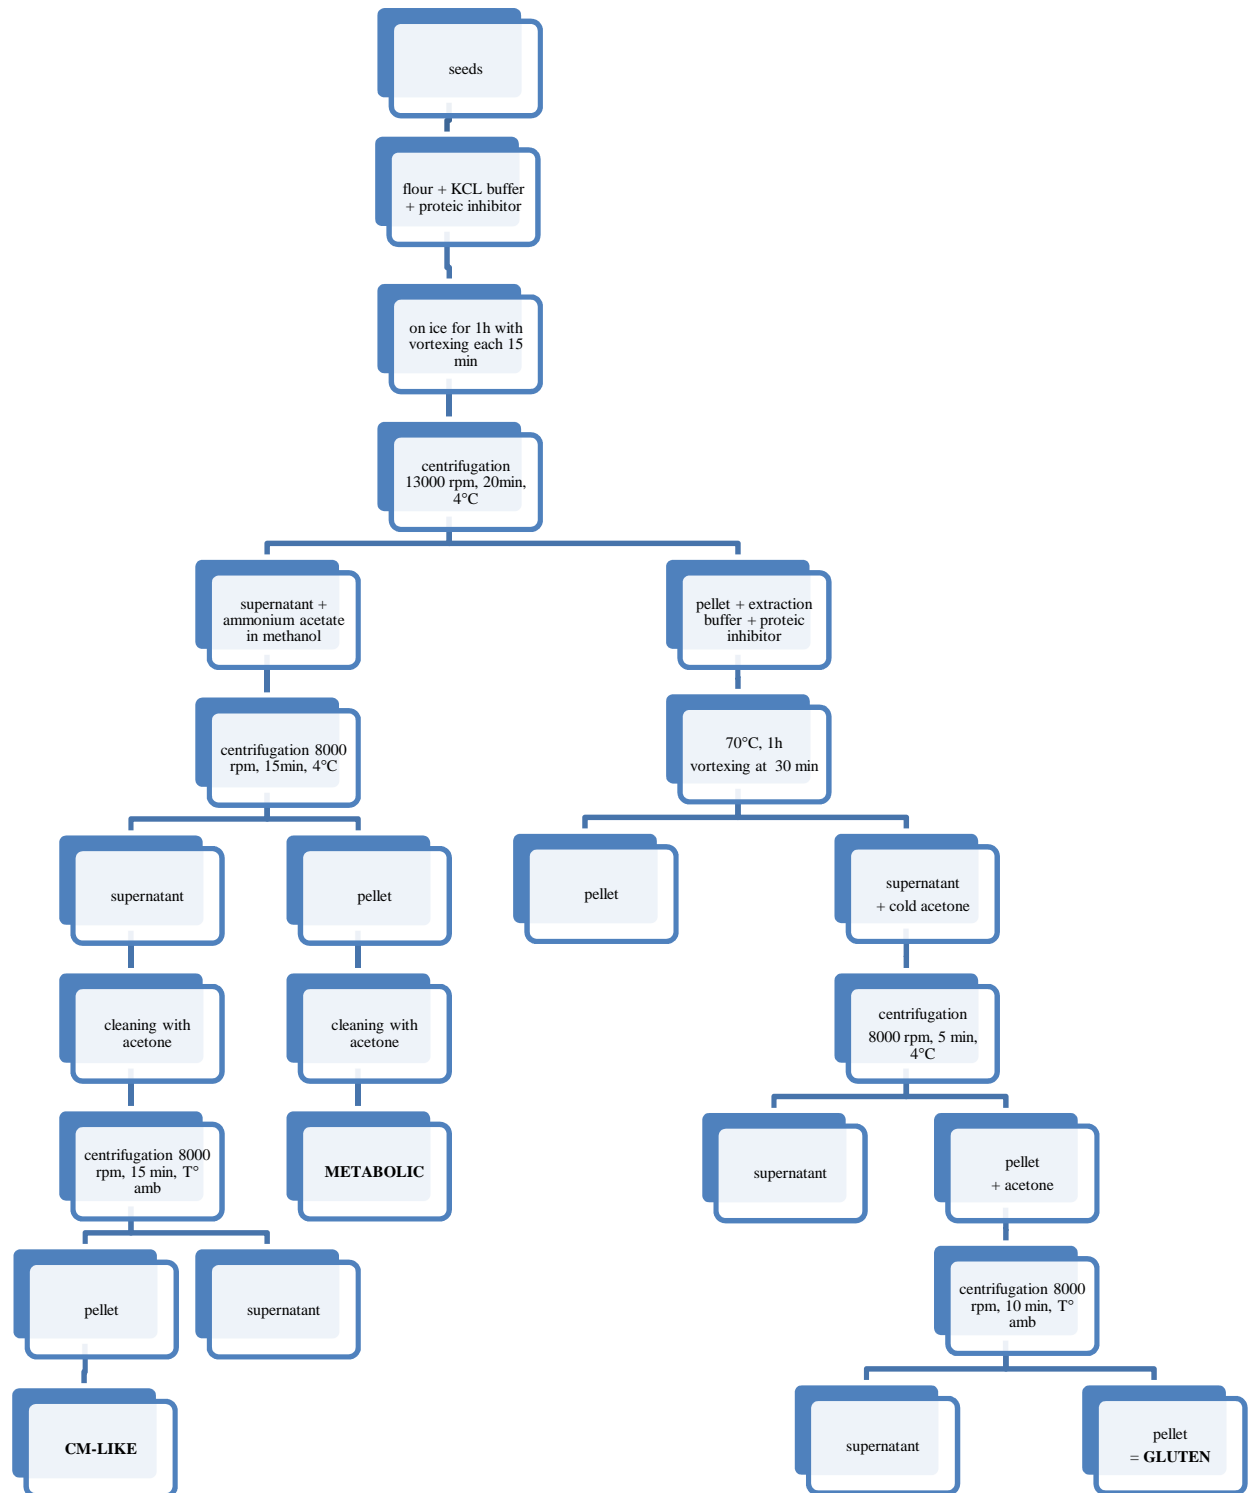 seeds
flour + KCL buffer
+ proteic inhibitor
on ice for 1h with
vortexing each 15
min
centrifugation
13000 rpm, 20min,
4°C
supernatant +
ammonium acetate
in methanol
pellet + extraction
buffer + proteic
inhibitor
centrifugation 8000
rpm, 15min, 4°C
70°C, 1h
vortexing at 30 min
supernatant
pellet
pellet
supernatant
+ cold acetone
cleaning with
acetone
cleaning with
acetone
centrifugation
8000 rpm, 5 min,
4°C
centrifugation 8000
rpm, 15 min, T°
amb
METABOLIC
supernatant
pellet
+ acetone
pellet
supernatant
centrifugation 8000
rpm, 10 min, T°
amb
CM-LIKE
supernatant
pellet
= GLUTEN